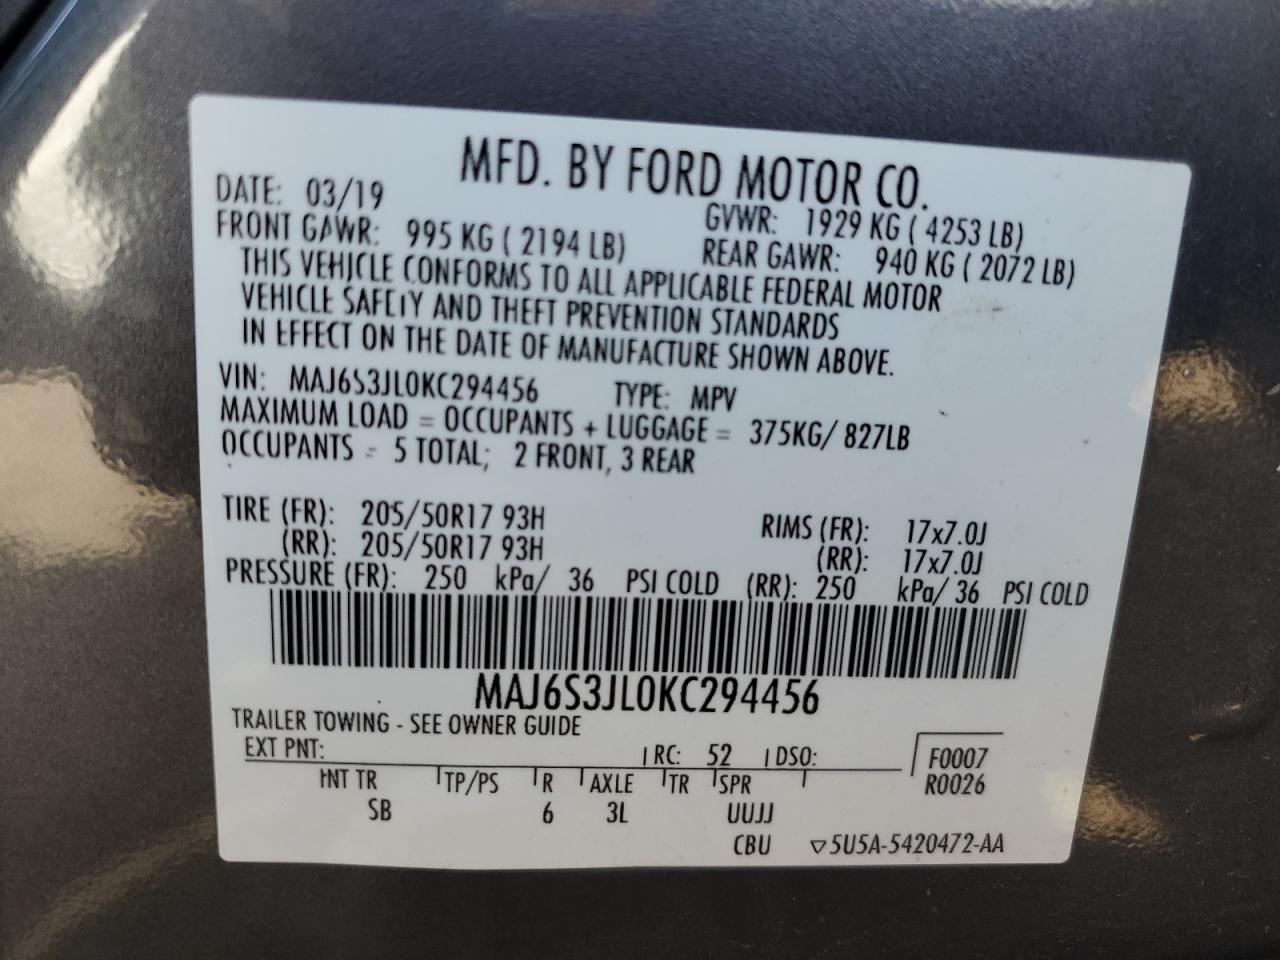 MFD. BY FORD MOTOR CO.
DATE: 03/19 GVWR: 1929 KG ( 4253 LB)
FRONT GAWR: 995 KG ( 2194 LB) REAR GAWR: 940 KG ( 2072 LB)
THIS VEHICLE CONFORMS TO ALL APPLICABLE FEDERAL MOTOR
VEHICLE SAFETY AND THEFT PREVENTION STANDARDS
IN EFFECT ON THE DATE OF MANUFACTURE SHOWN ABOVE.
VIN: MAJ6S3JL0KC294456 TYPE: MPV
MAXIMUM LOAD = OCCUPANTS + LUGGAGE = 375KG/ 827LB
OCCUPANTS = 5 TOTAL; 2 FRONT, 3 REAR
TIRE (FR): 205/50R17 93H RIMS (FR): 17x7.0J
(RR): 205/50R17 93H (RR): 17x7.0J
PRESSURE (FR): 250 kPa/ 36 PSI COLD (RR): 250 kPa/ 36 PSI COLD
MAJ6S3JL0KC294456
TRAILER TOWING - SEE OWNER GUIDE
EXT PNT: RC: 52 DSO: F0007
R0026
INT TR TP/PS R AXLE TR SPR
SB 6 3L UUJJ
CBU ▽5U5A-5420472-AA